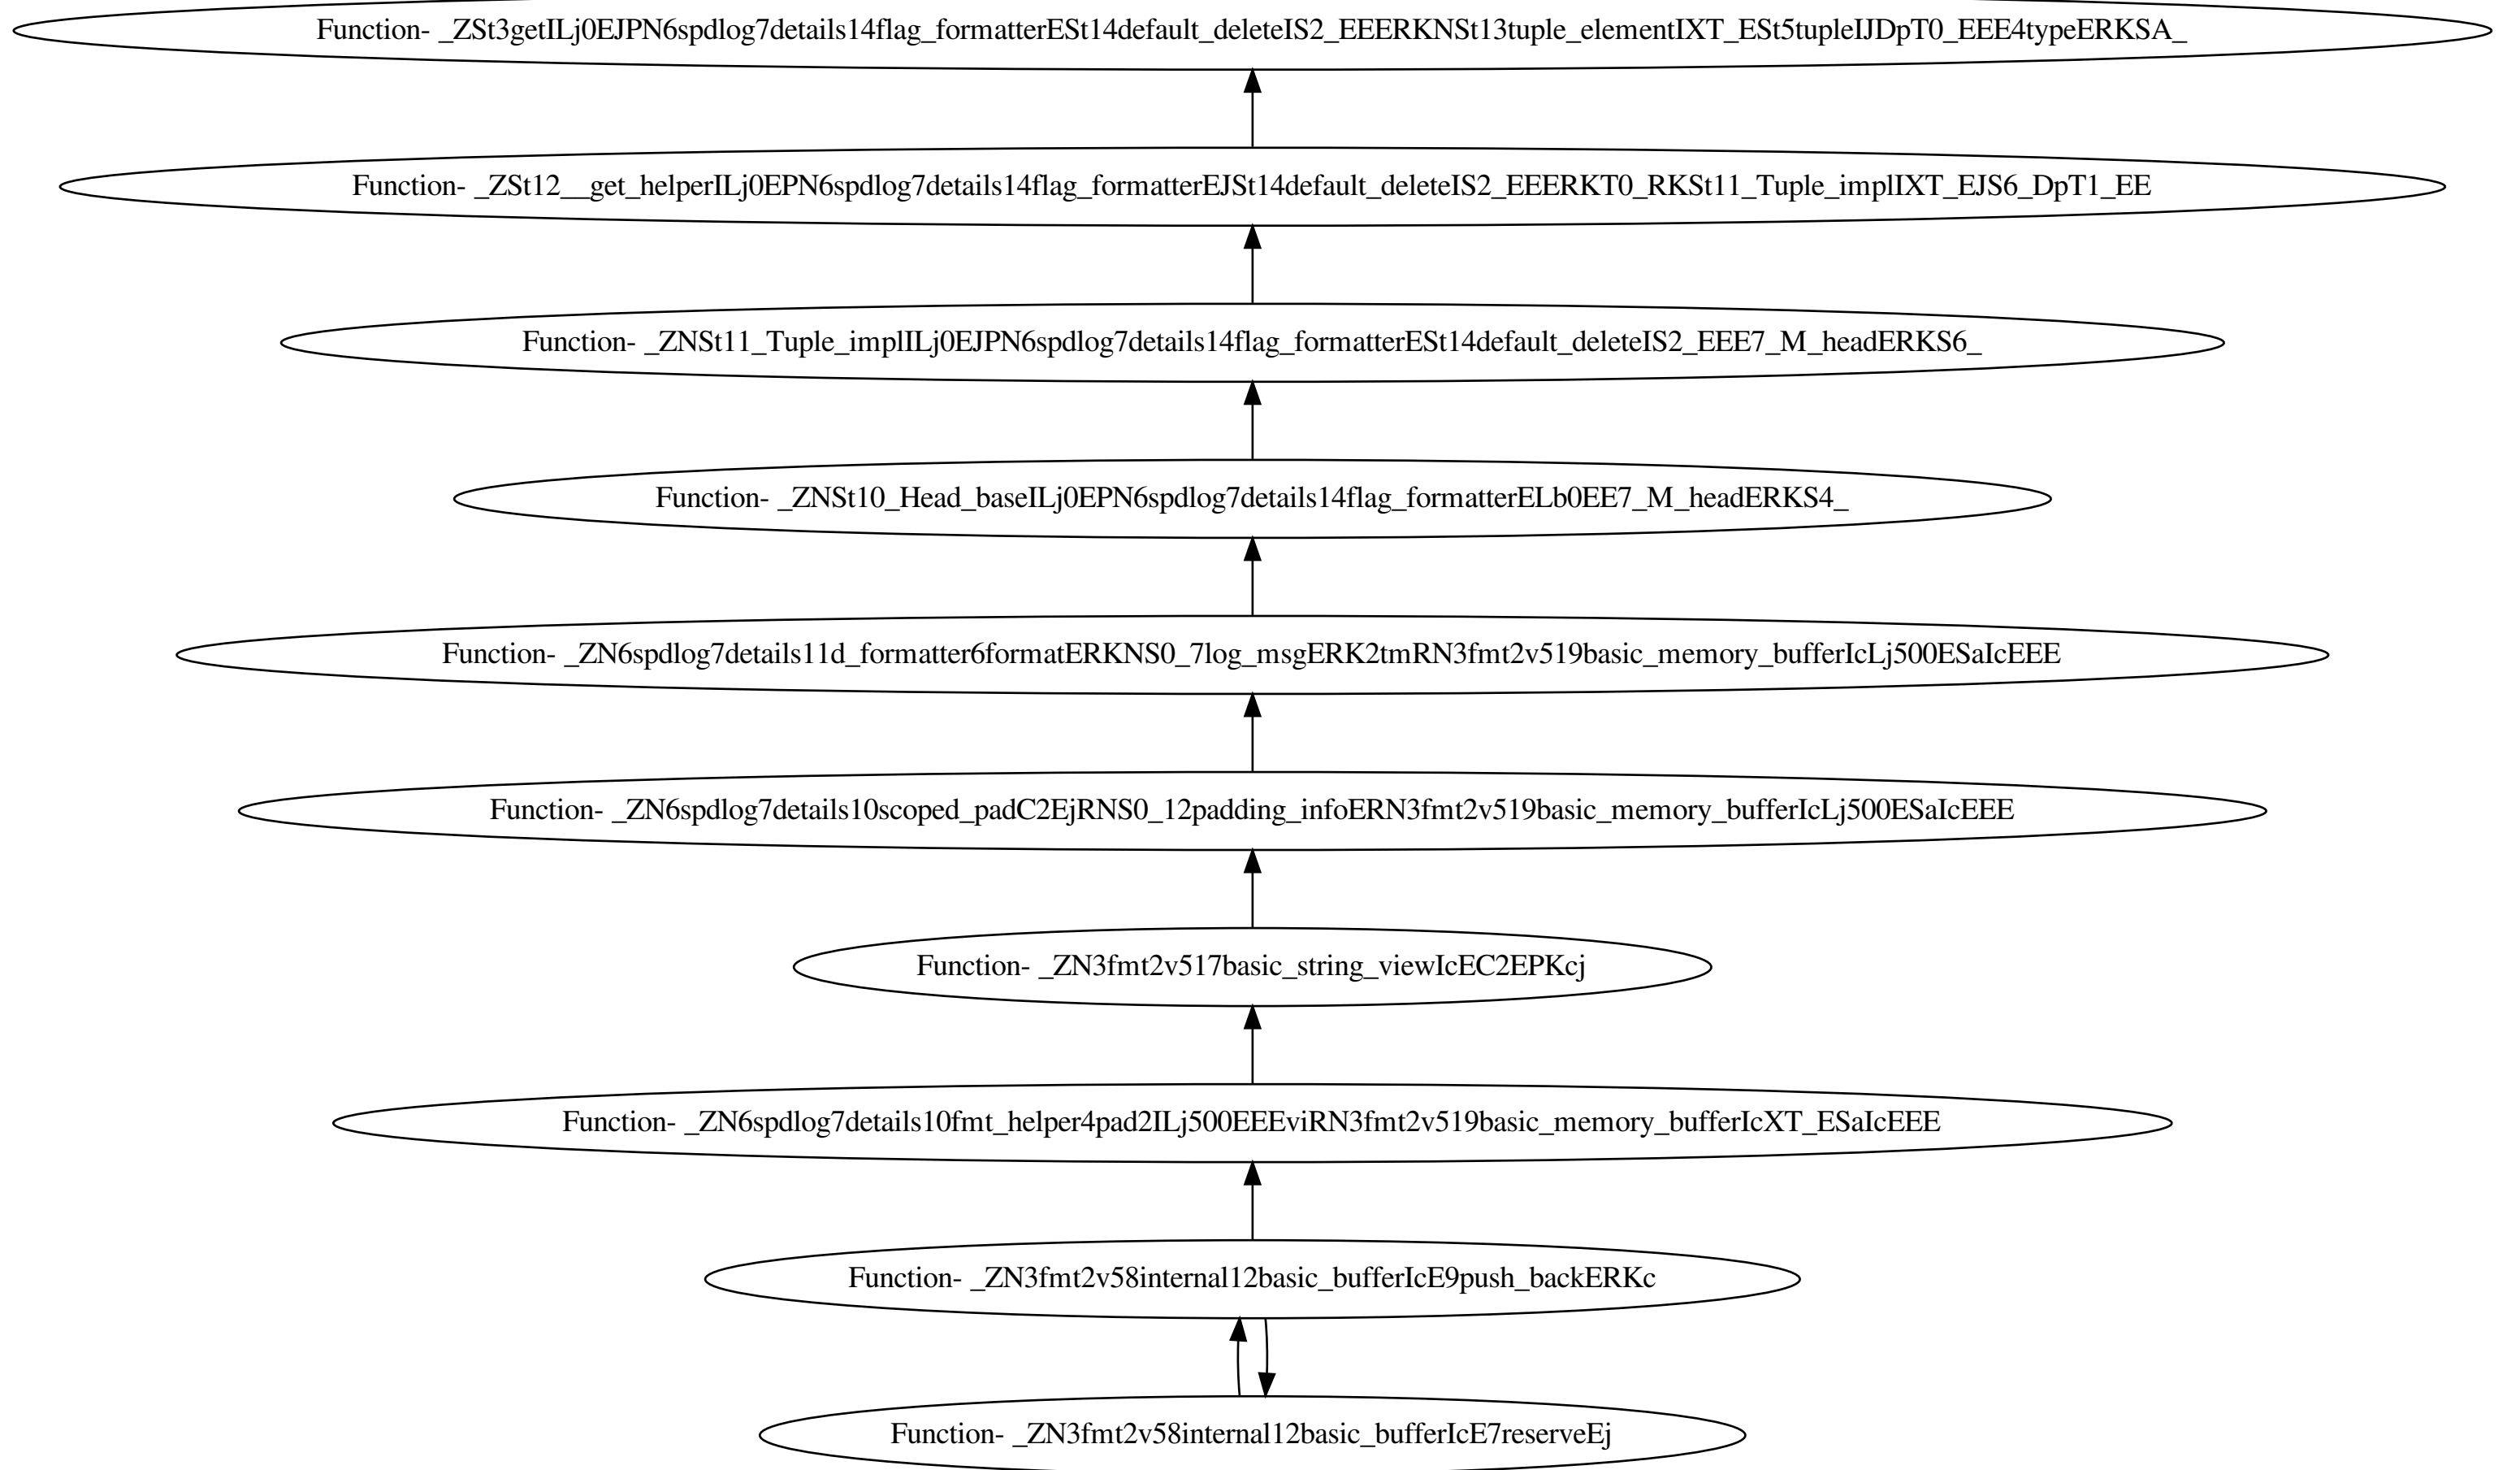 Function- _ZSt3getILj0EJPN6spdlog7details14flag_formatterESt14default_deleteIS2_EEERKNSt13tuple_elementIXT_ESt5tupleIJDpT0_EEE4typeERKSA_
Function- _ZSt12__get_helperILj0EPN6spdlog7details14flag_formatterEJSt14default_deleteIS2_EEERKT0_RKSt11_Tuple_implIXT_EJS6_DpT1_EE
Function- _ZNSt11_Tuple_implILj0EJPN6spdlog7details14flag_formatterESt14default_deleteIS2_EEE7_M_headERKS6_
Function- _ZNSt10_Head_baseILj0EPN6spdlog7details14flag_formatterELb0EE7_M_headERKS4_
Function- _ZN6spdlog7details11d_formatter6formatERKNS0_7log_msgERK2tmRN3fmt2v519basic_memory_bufferIcLj500ESaIcEEE
Function- _ZN6spdlog7details10scoped_padC2EjRNS0_12padding_infoERN3fmt2v519basic_memory_bufferIcLj500ESaIcEEE
Function- _ZN3fmt2v517basic_string_viewIcEC2EPKcj
Function- _ZN6spdlog7details10fmt_helper4pad2ILj500EEEviRN3fmt2v519basic_memory_bufferIcXT_ESaIcEEE
Function- _ZN3fmt2v58internal12basic_bufferIcE9push_backERKc
Function- _ZN3fmt2v58internal12basic_bufferIcE7reserveEj